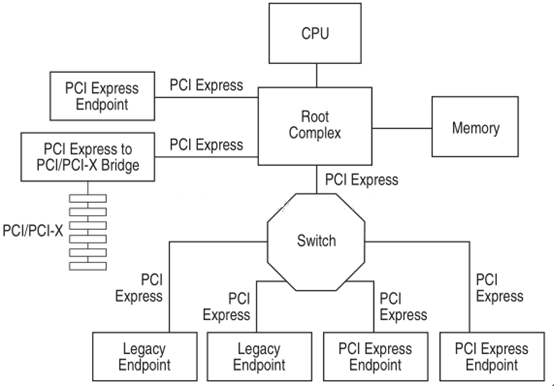 CPU
PCI Express
Endpoint
PCI Express
Root
Complex
Memory
PCI Express to
PCI/PCI-X Bridge
PCI Express
PCI Express
PCI/PCI-X
Switch
PCI
Express
PCI
Express
PCI
Express
PCI
Express
Legacy
Endpoint
Legacy
Endpoint
PCI Express
Endpoint
PCI Express
Endpoint